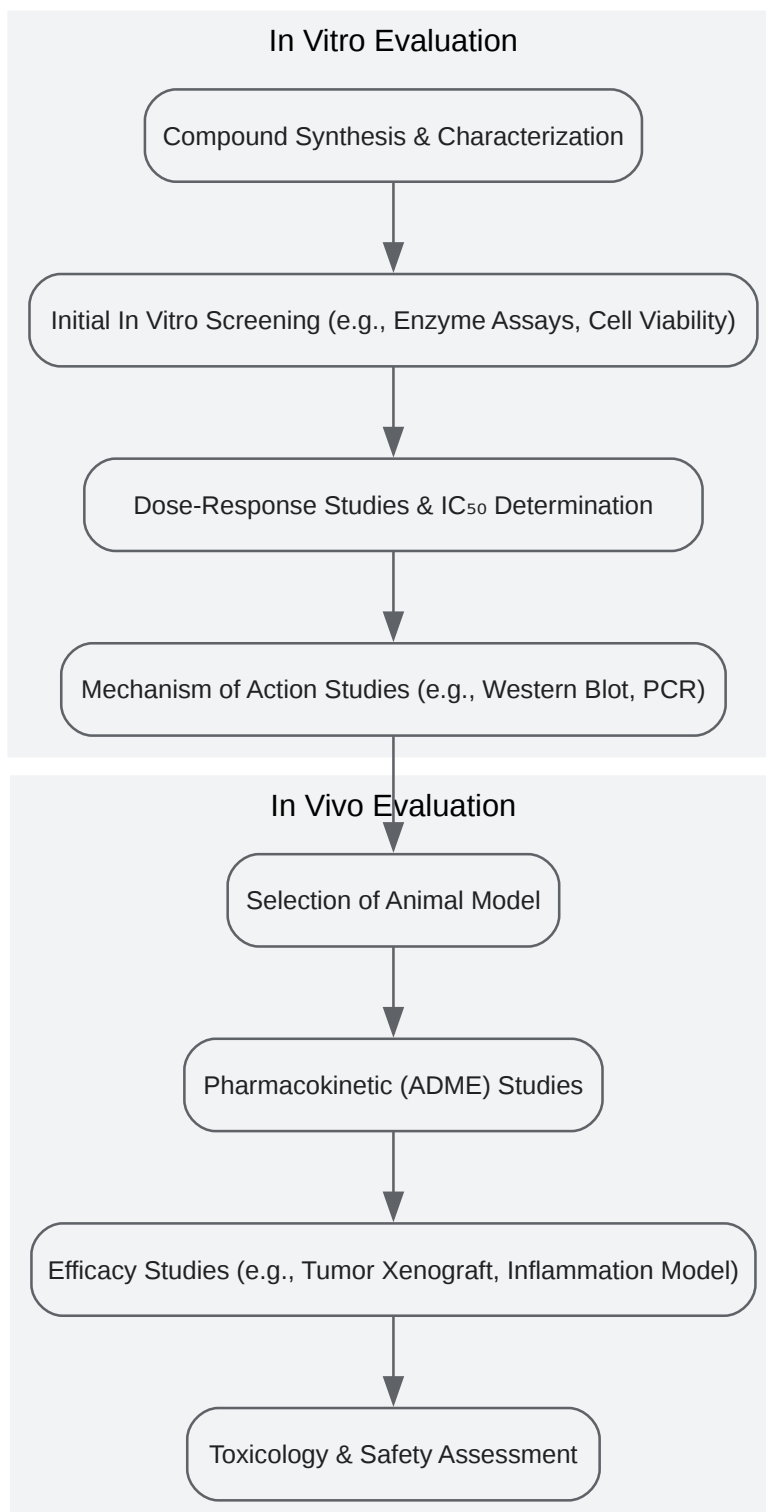 In Vitro Evaluation
Compound Synthesis & Characterization
Initial In Vitro Screening (e.g., Enzyme Assays, Cell Viability)
Dose-Response Studies & IC₅₀ Determination
Mechanism of Action Studies (e.g., Western Blot, PCR)
In Vivo Evaluation
Selection of Animal Model
Pharmacokinetic (ADME) Studies
Efficacy Studies (e.g., Tumor Xenograft, Inflammation Model)
Toxicology & Safety Assessment